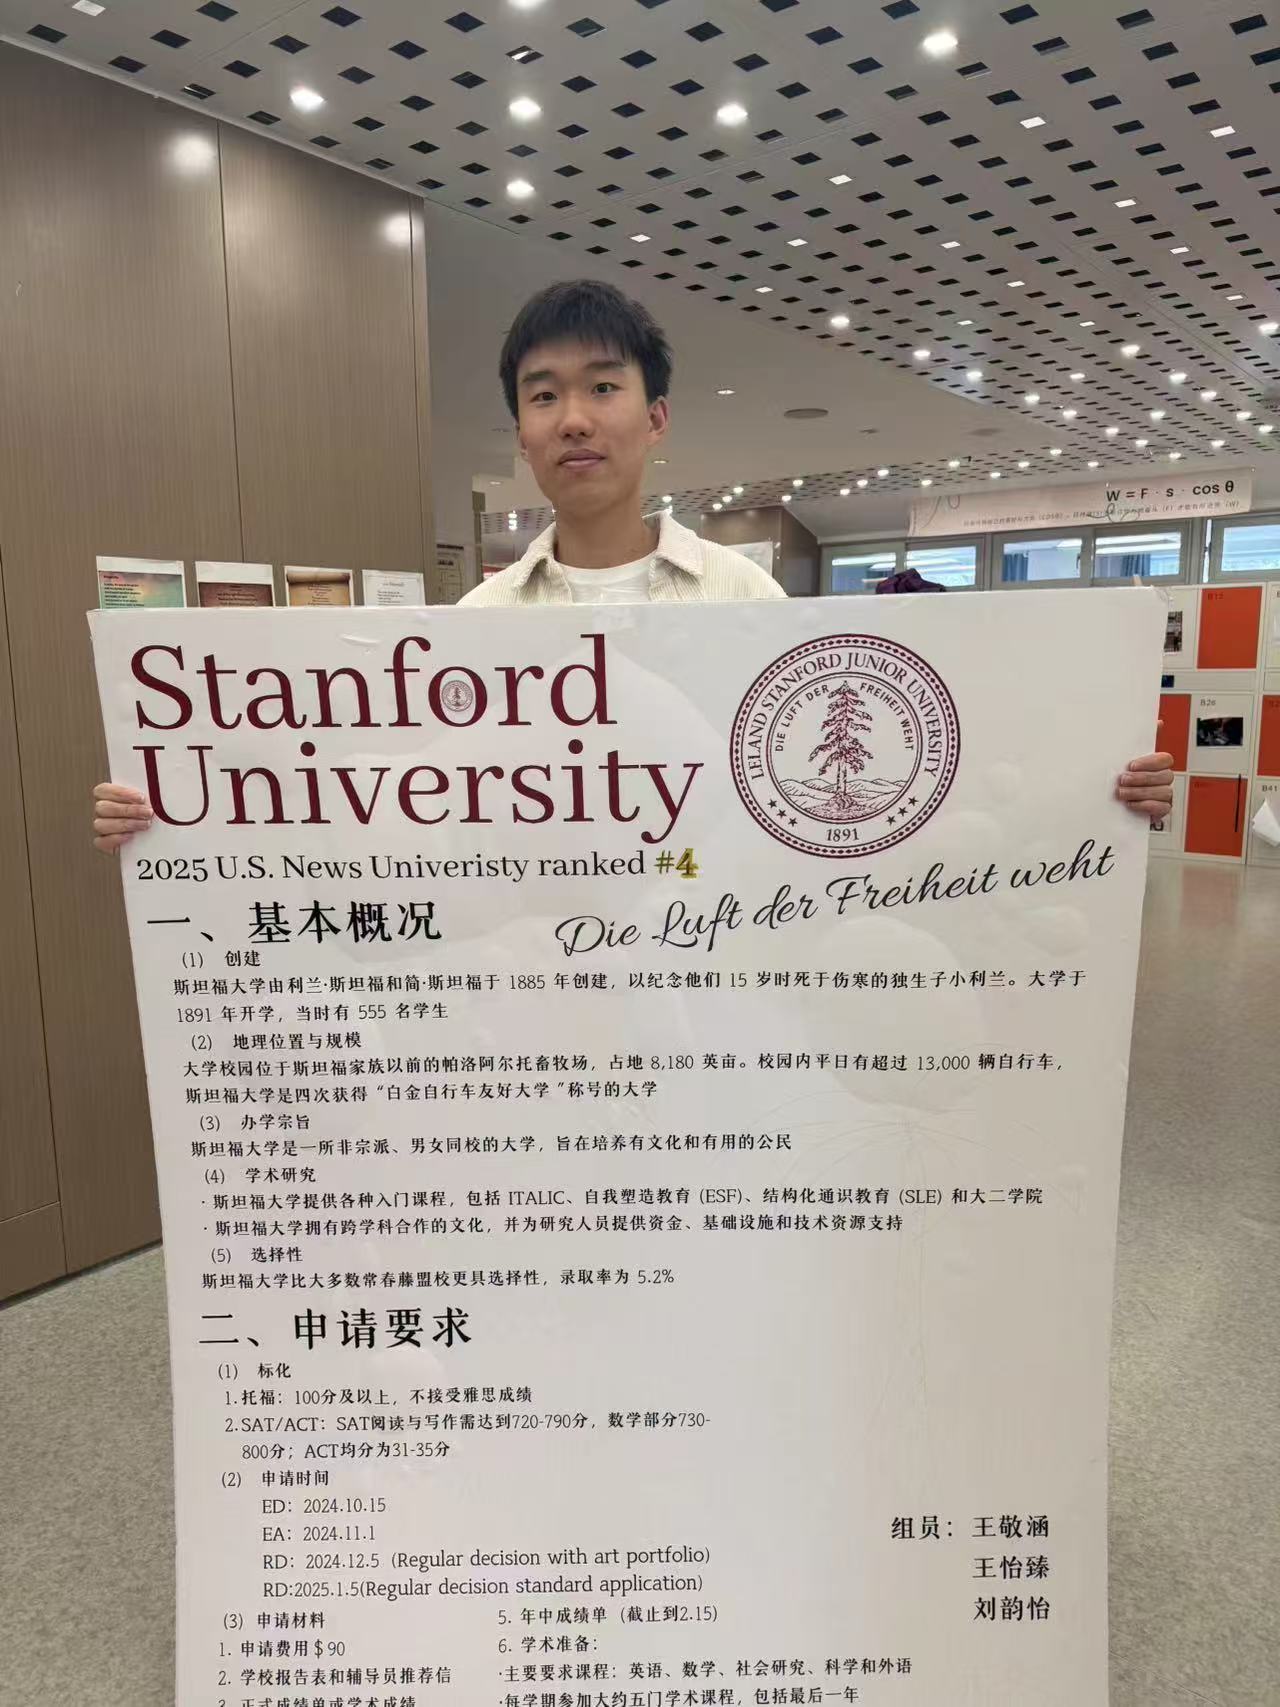 W = F · s · cos θ
Stanford
University
LELAND STANFORD JUNIOR UNIVERSITY
DIE LUFT DER FREIHEIT WEHT
1891
2025 U.S. News Univeristy ranked #4
Die Luft der Freiheit weht
一、基本概况
(1) 创建
斯坦福大学由利兰·斯坦福和简·斯坦福于 1885 年创建，以纪念他们 15 岁时死于伤寒的独生子小利兰。大学于
1891 年开学，当时有 555 名学生
(2) 地理位置与规模
大学校园位于斯坦福家族以前的帕洛阿尔托畜牧场，占地 8,180 英亩。校园内平日有超过 13,000 辆自行车，
斯坦福大学是四次获得“白金自行车友好大学”称号的大学
(3) 办学宗旨
斯坦福大学是一所非宗派、男女同校的大学，旨在培养有文化和有用的公民
(4) 学术研究
· 斯坦福大学提供各种入门课程，包括 ITALIC、自我塑造教育 (ESF)、结构化通识教育 (SLE) 和大二学院
· 斯坦福大学拥有跨学科合作的文化，并为研究人员提供资金、基础设施和技术资源支持
(5) 选择性
斯坦福大学比大多数常春藤盟校更具选择性，录取率为 5.2%
二、申请要求
(1) 标化
1.托福：100分及以上，不接受雅思成绩
2.SAT/ACT：SAT阅读与写作需达到720-790分，数学部分730-
800分；ACT均分为31-35分
(2) 申请时间
ED：2024.10.15
EA：2024.11.1
RD：2024.12.5 (Regular decision with art portfolio)
RD:2025.1.5(Regular decision standard application)
(3) 申请材料
1. 申请费用＄90
2. 学校报告表和辅导员推荐信
3. 正式成绩单或学术成绩
5. 年中成绩单（截止到2.15）
6. 学术准备：
·主要要求课程：英语、数学、社会研究、科学和外语
·每学期参加大约五门学术课程，包括最后一年
组员：王敬涵
王怡臻
刘韵怡
B15
B26
B41